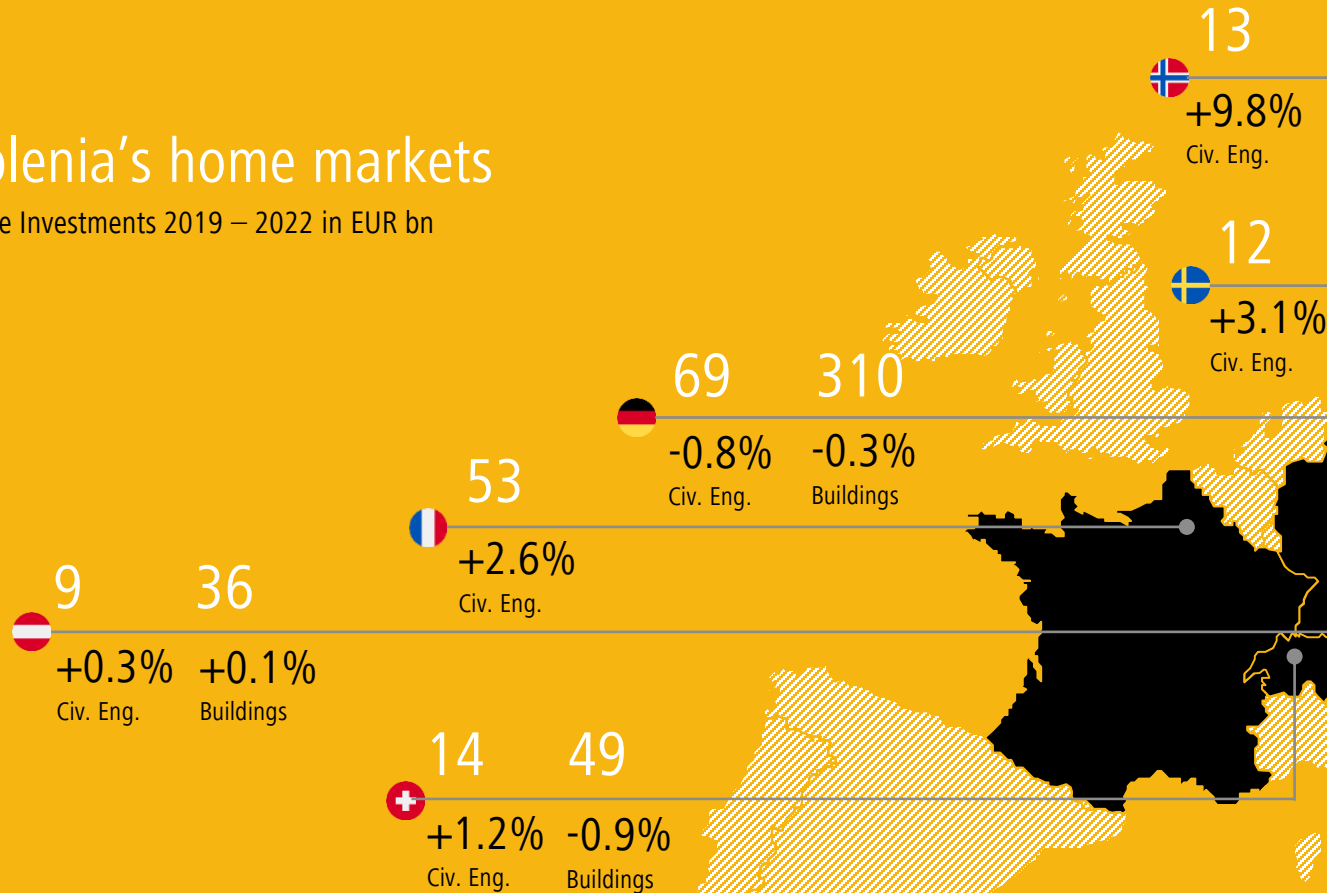 13
+9.8%
Civ. Eng.
plenia's home markets
e Investments 2019 – 2022 in EUR bn
12
+3.1%
Civ. Eng.
69 310
-0.8% -0.3%
Civ. Eng. Buildings
53
+2.6%
Civ. Eng.
9 36
+0.3% +0.1%
Civ. Eng. Buildings
14 49
+1.2% -0.9%
Civ. Eng. Buildings